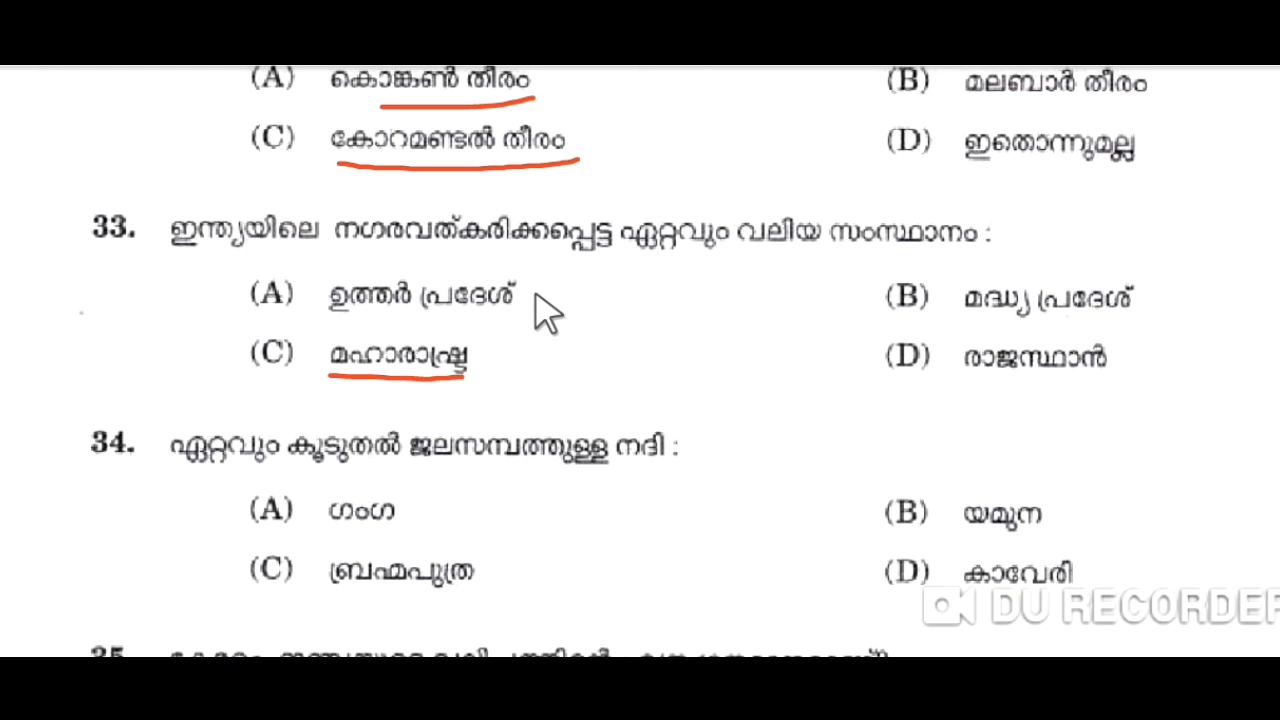 (A) കൊങ്കൺ തീരം (B) മലബാർ തീരം
(C) കോറമണ്ടൽ തീരം (D) ഇതൊന്നുമല്ല
33. ഇന്ത്യയിലെ നഗരവത്കരിക്കപ്പെട്ട ഏറ്റവും വലിയ സംസ്ഥാനം :
(A) ഉത്തർ പ്രദേശ് (B) മദ്ധ്യ പ്രദേശ്
(C) മഹാരാഷ്ട്ര (D) രാജസ്ഥാൻ
34. ഏറ്റവും കൂടുതൽ ജലസമ്പത്തുള്ള നദി :
(A) ഗംഗ (B) യമുന
(C) ബ്രഹ്മപുത്ര (D) കാവേരി
DU RECORDER
35.